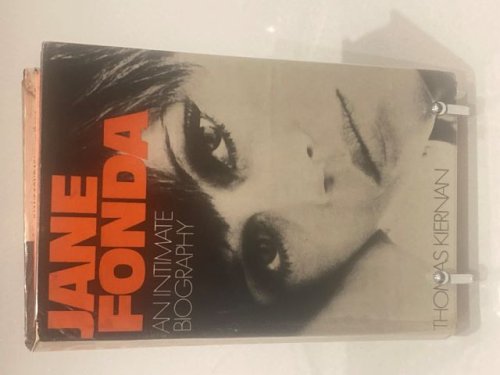 JANE
FONDA
AN INTIMATE
BIOGRAPHY
THOMAS KIERNAN